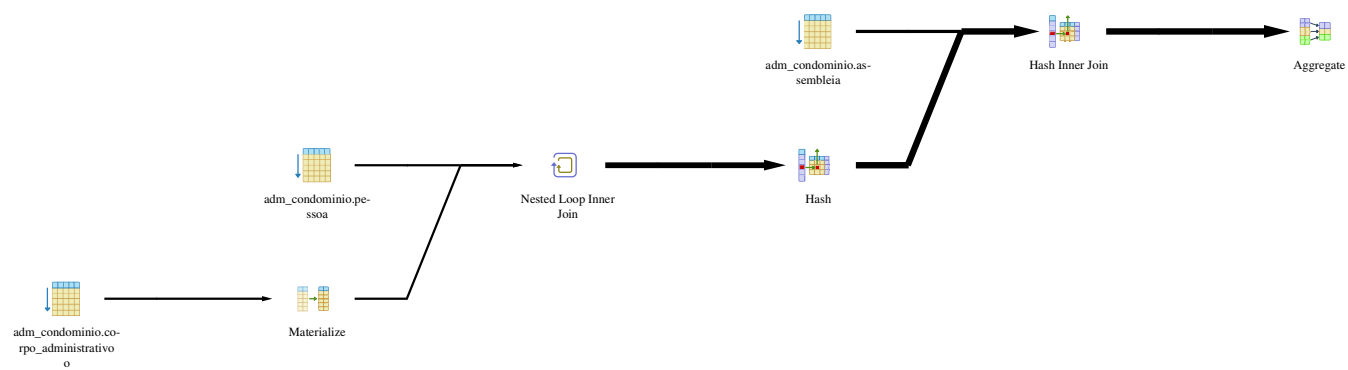 adm_condominio.as-
sembleia
Hash Inner Join
Aggregate
adm_condominio.pe-
ssoa
Nested Loop Inner
Join
Hash
adm_condominio.co-
rpo_administrativo
o
Materialize